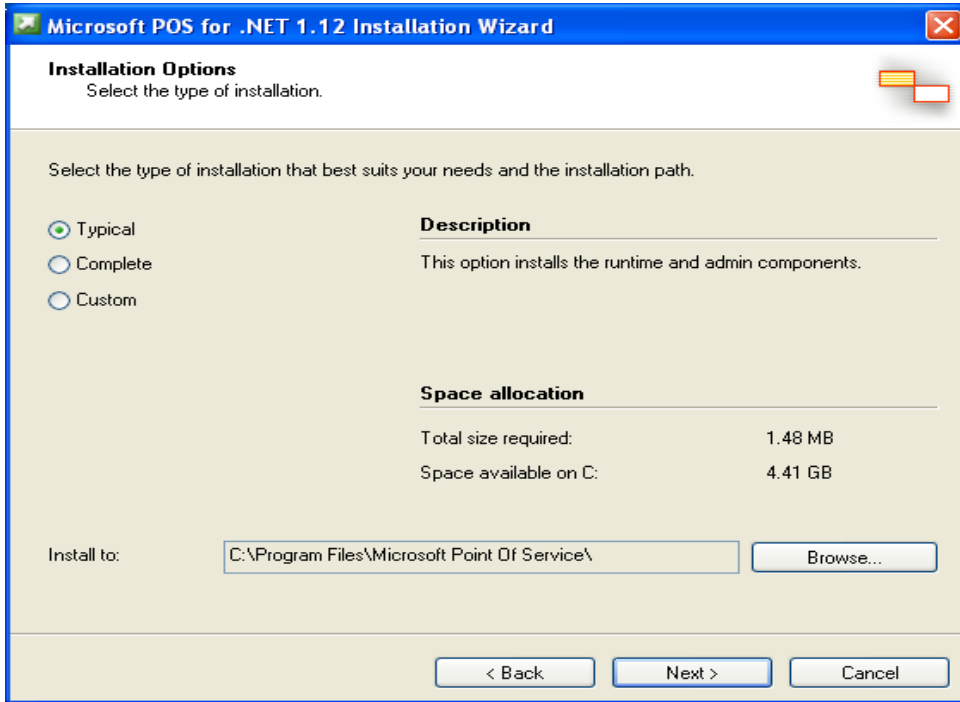 Microsoft POS for .NET 1.12 Installation Wizard
Installation Options
Select the type of installation.
Select the type of installation that best suits your needs and the installation path.
Typical
Complete
Custom
Description
This option installs the runtime and admin components.
Space allocation
Total size required: 1.48 MB
Space available on C: 4.41 GB
Install to: C:\Program Files\Microsoft Point Of Service\ Browse...
< Back Next > Cancel